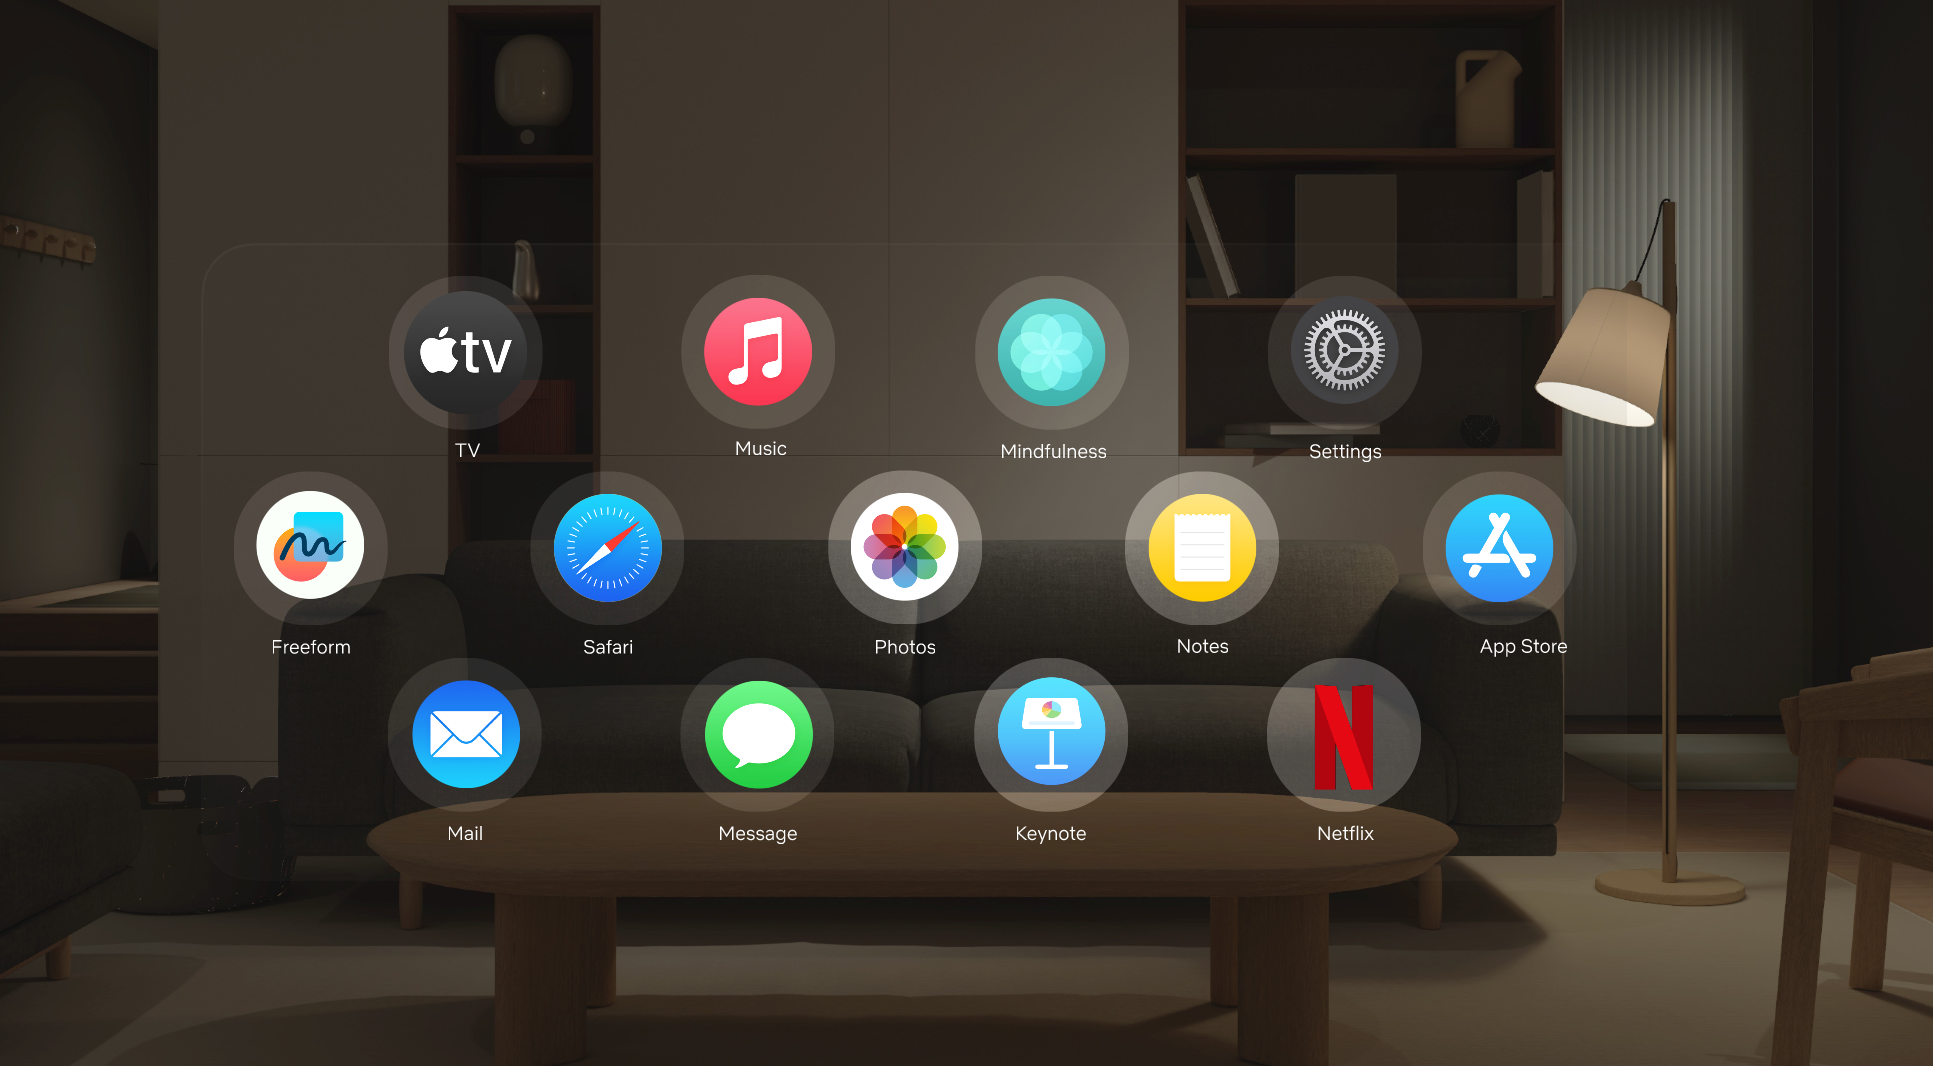 tv
TV
Music
Mindfulness
Settings
Freeform
Safari
Photos
Notes
App Store
Mail
Message
Keynote
N
Netflix